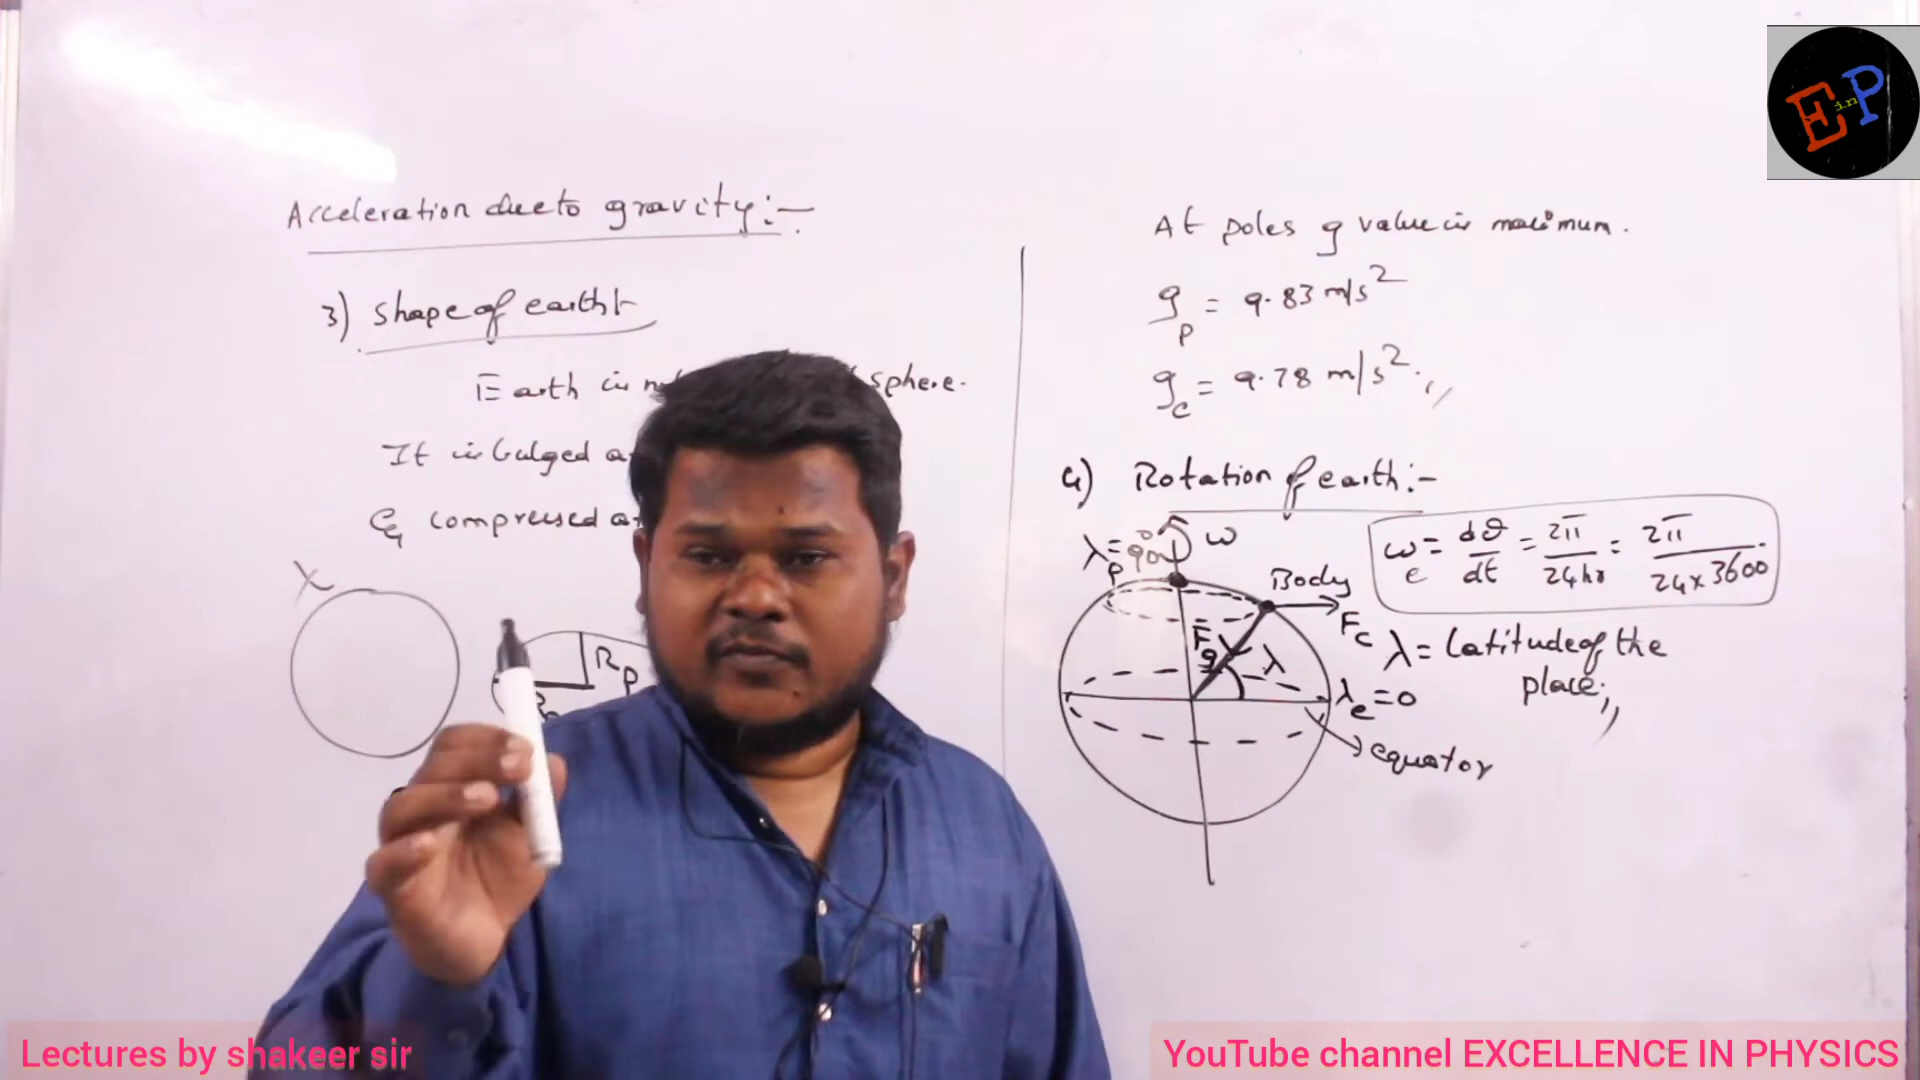 E in P
Acceleration due to gravity:-
3) Shape of earth:-
Earth is sphere.
It is bulged
& compressed
X
Rp
At poles g value is maximum.
gp = 9.83 m/s²
ge = 9.78 m/s²
4) Rotation of earth:-
λp = 90° ω
Body
Fc
Fg
λ
λe = 0
equator
ωe = dθ/dt = 2π/24hr = 2π/24×3600
λ = Latitude of the
place,
Lectures by shakeer sir
YouTube channel EXCELLENCE IN PHYSICS